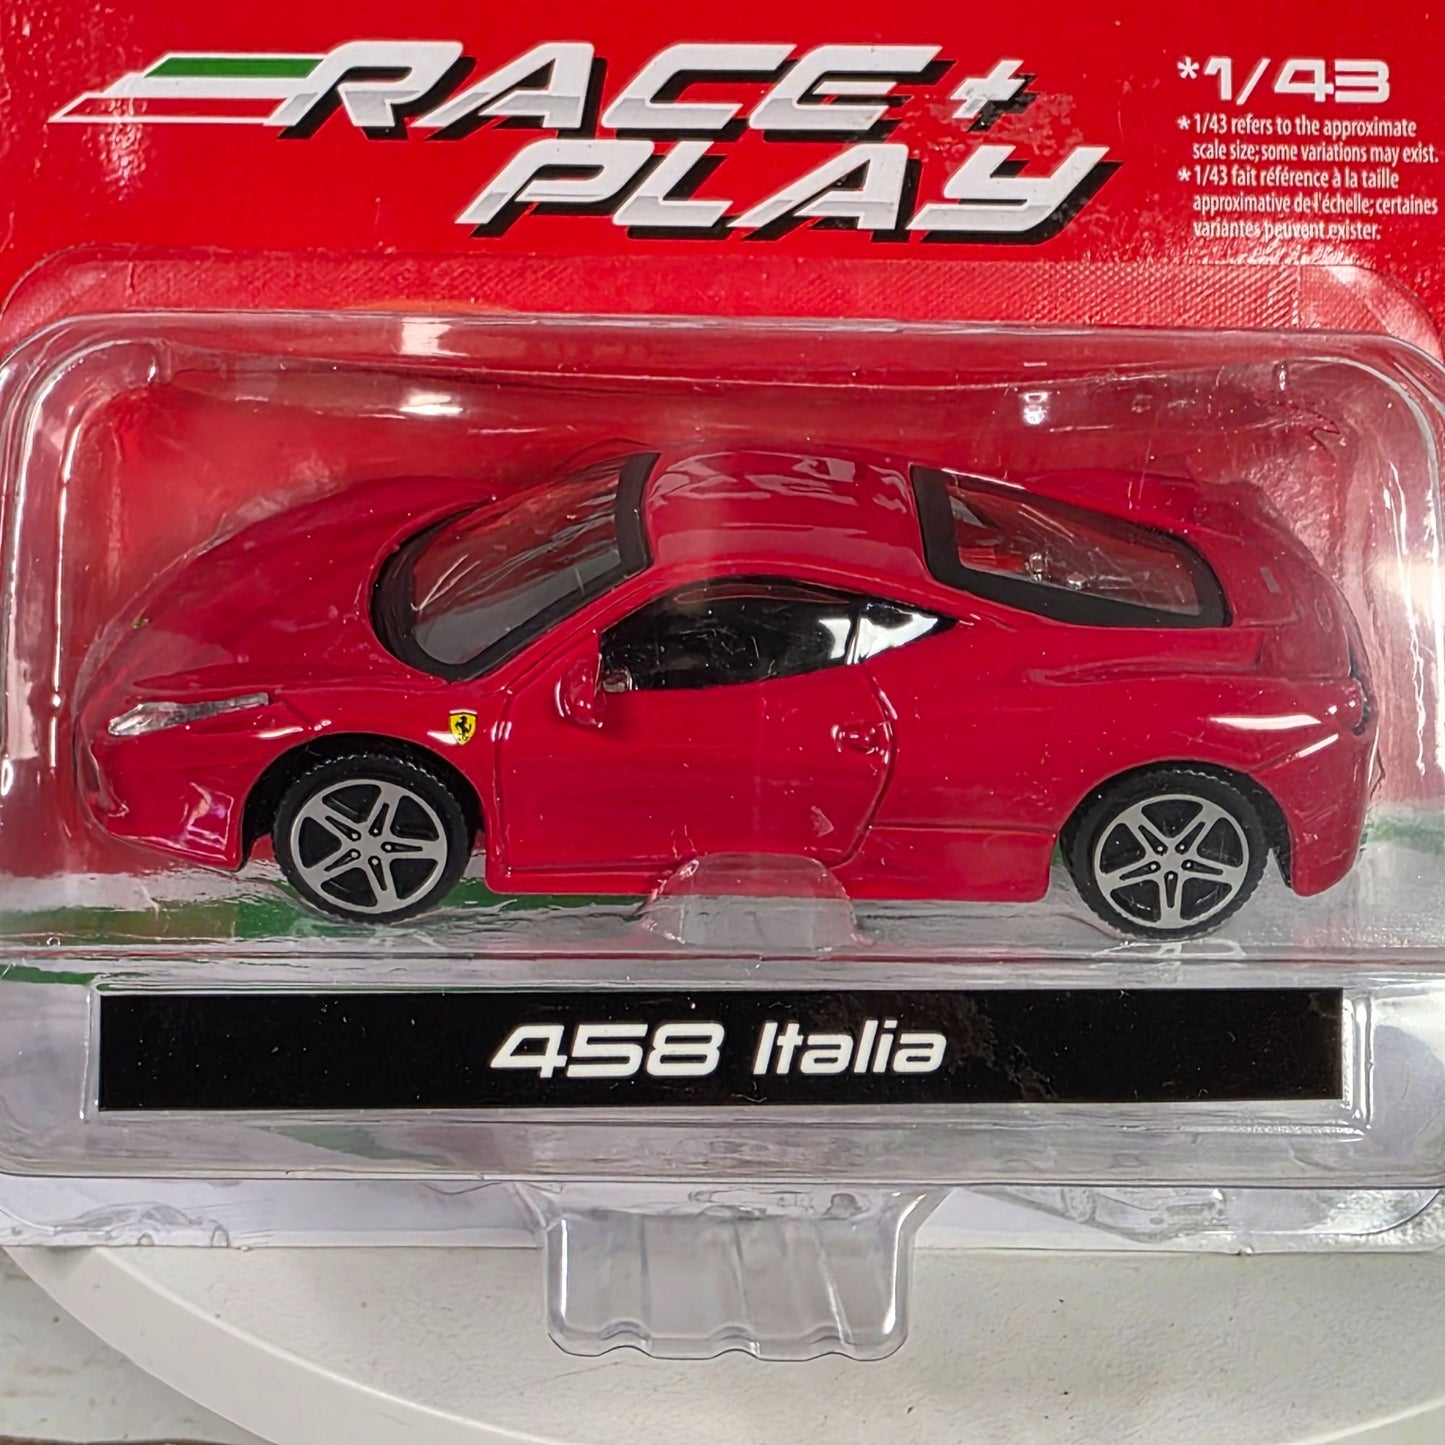 RACE +
PLAY
*1/43
* 1/43 refers to the approximate
scale size; some variations may exist.
* 1/43 fait référence à la taille
approximative de l'échelle; certaines
variantes peuvent exister.
458 Italia